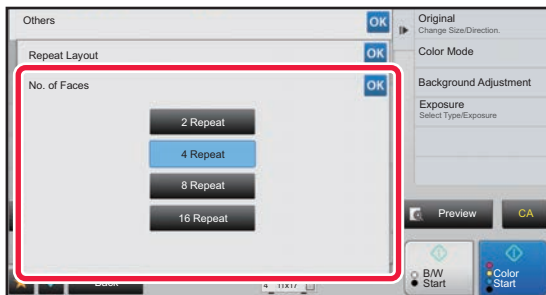 Others
OK
Repeat Layout
OK
No. of Faces
OK
2 Repeat
4 Repeat
8 Repeat
16 Repeat
Original
Change Size/Direction.
Color Mode
Background Adjustment
Exposure
Select Type/Exposure
Preview
CA
B/W
Start
Color
Start
Back
4 11x17